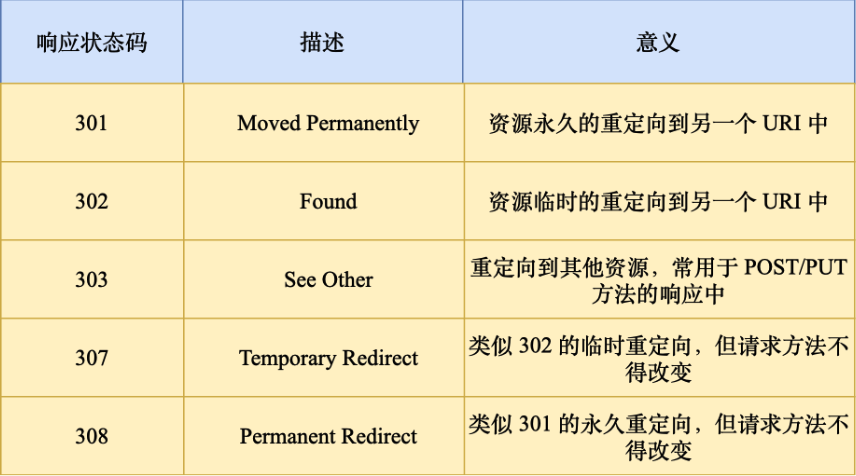 响应状态码 描述 意义
301 Moved Permanently 资源永久的重定向到另一个 URI 中
302 Found 资源临时的重定向到另一个 URI 中
303 See Other 重定向到其他资源，常用于 POST/PUT
方法的响应中
307 Temporary Redirect 类似 302 的临时重定向，但请求方法不
得改变
308 Permanent Redirect 类似 301 的永久重定向，但请求方法不
得改变